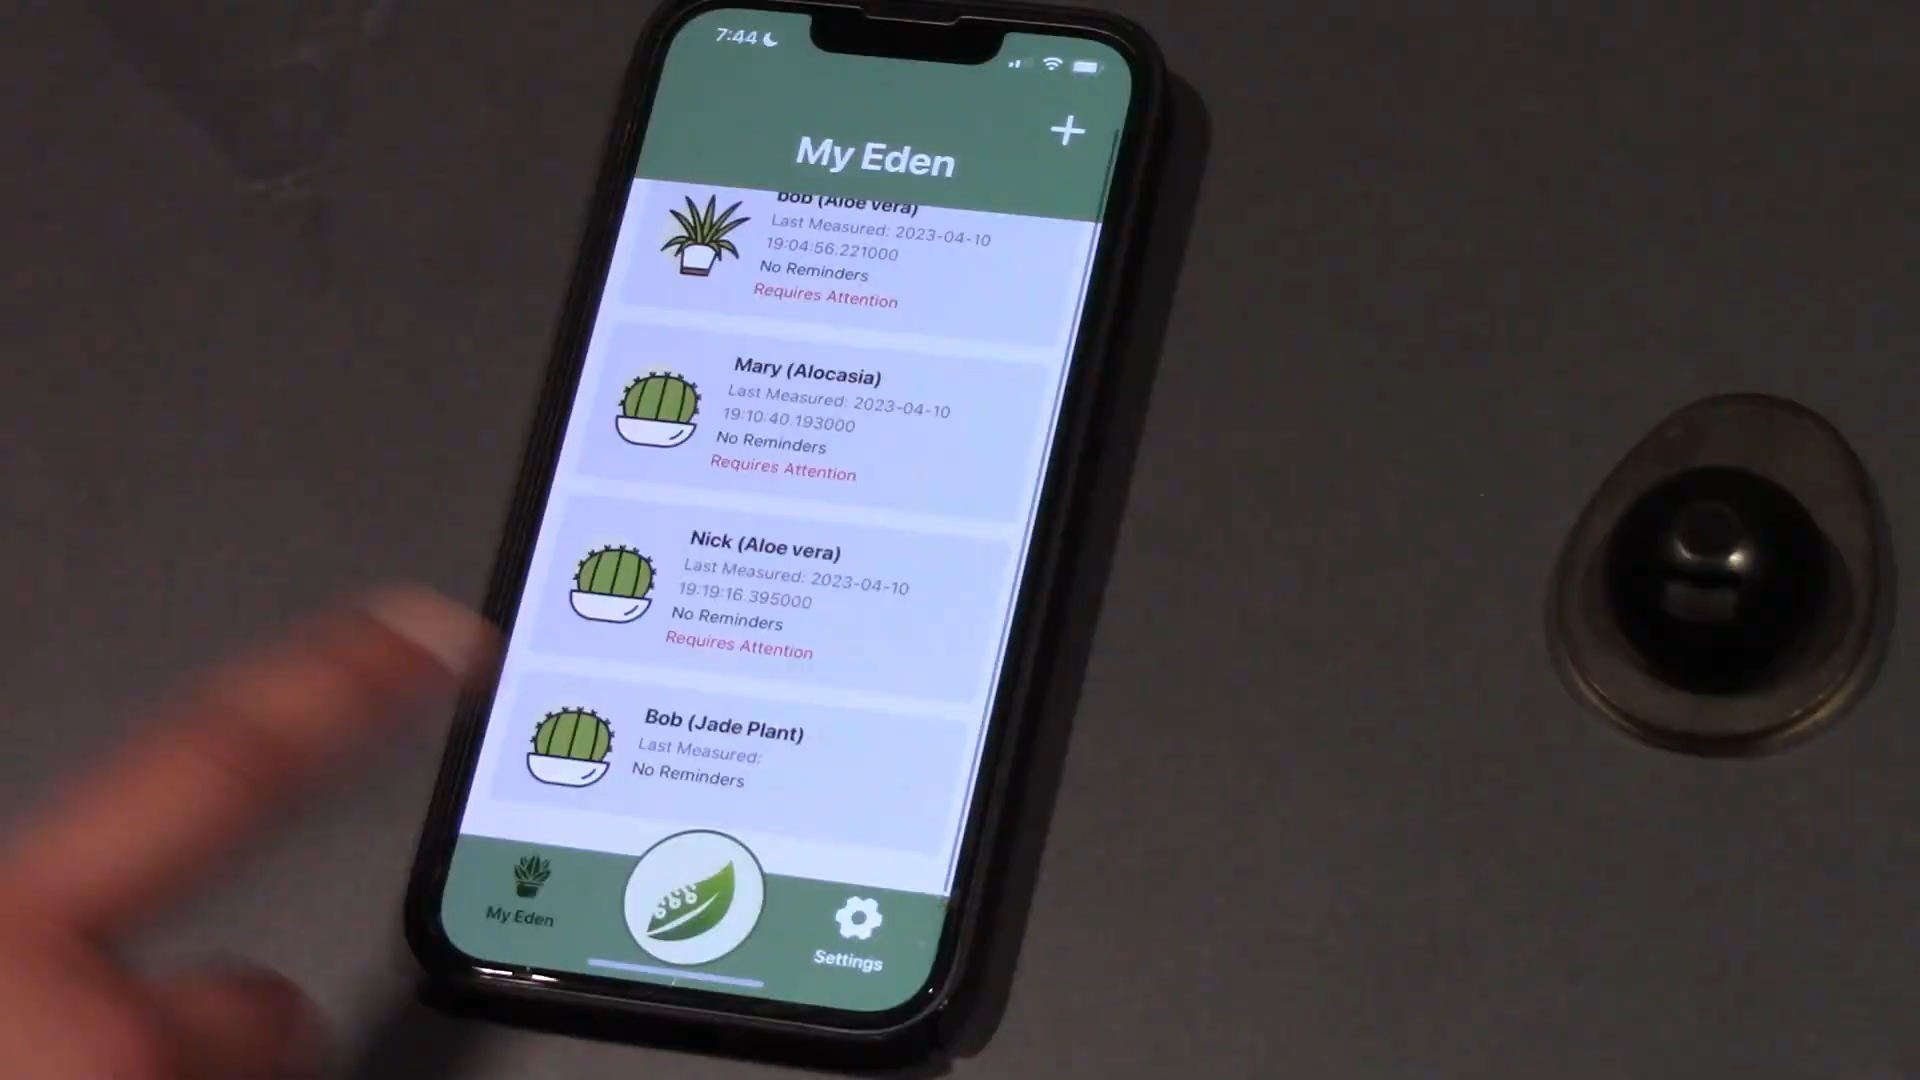 7:44
My Eden
bob (Aloe vera)
Last Measured: 2023-04-10
19:04:56.221000
No Reminders
Requires Attention
Mary (Alocasia)
Last Measured: 2023-04-10
19:10:40.193000
No Reminders
Requires Attention
Nick (Aloe vera)
Last Measured: 2023-04-10
19:19:16.395000
No Reminders
Requires Attention
Bob (Jade Plant)
Last Measured:
No Reminders
My Eden
Settings